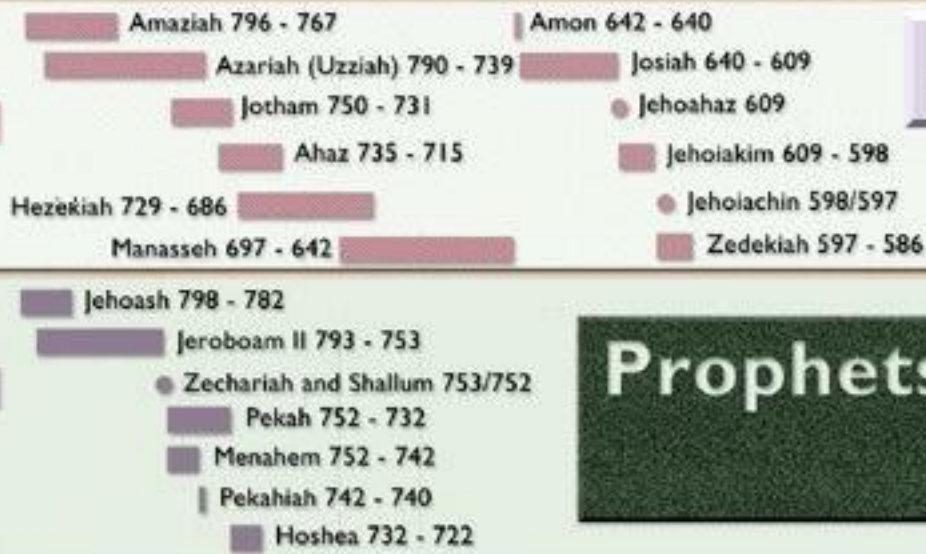 Amaziah 796 - 767
Azariah (Uzziah) 790 - 739
Jotham 750 - 731
Ahaz 735 - 715
Hezekiah 729 - 686
Manasseh 697 - 642
Amon 642 - 640
Josiah 640 - 609
Jehoahaz 609
Jehoiakim 609 - 598
Jehoiachin 598/597
Zedekiah 597 - 586
Jehoash 798 - 782
Jeroboam II 793 - 753
Zechariah and Shallum 753/752
Pekah 752 - 732
Menahem 752 - 742
Pekahiah 742 - 740
Hoshea 732 - 722
Prophets